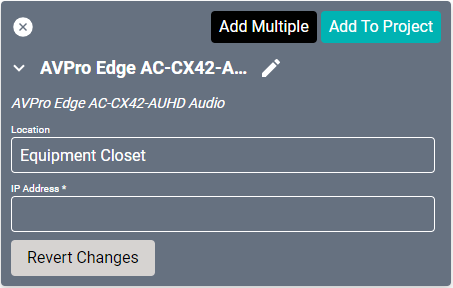 Add Multiple
Add To Project
AVPro Edge AC-CX42-A...
AVPro Edge AC-CX42-AUHD Audio
Location
Equipment Closet
IP Address *
Revert Changes